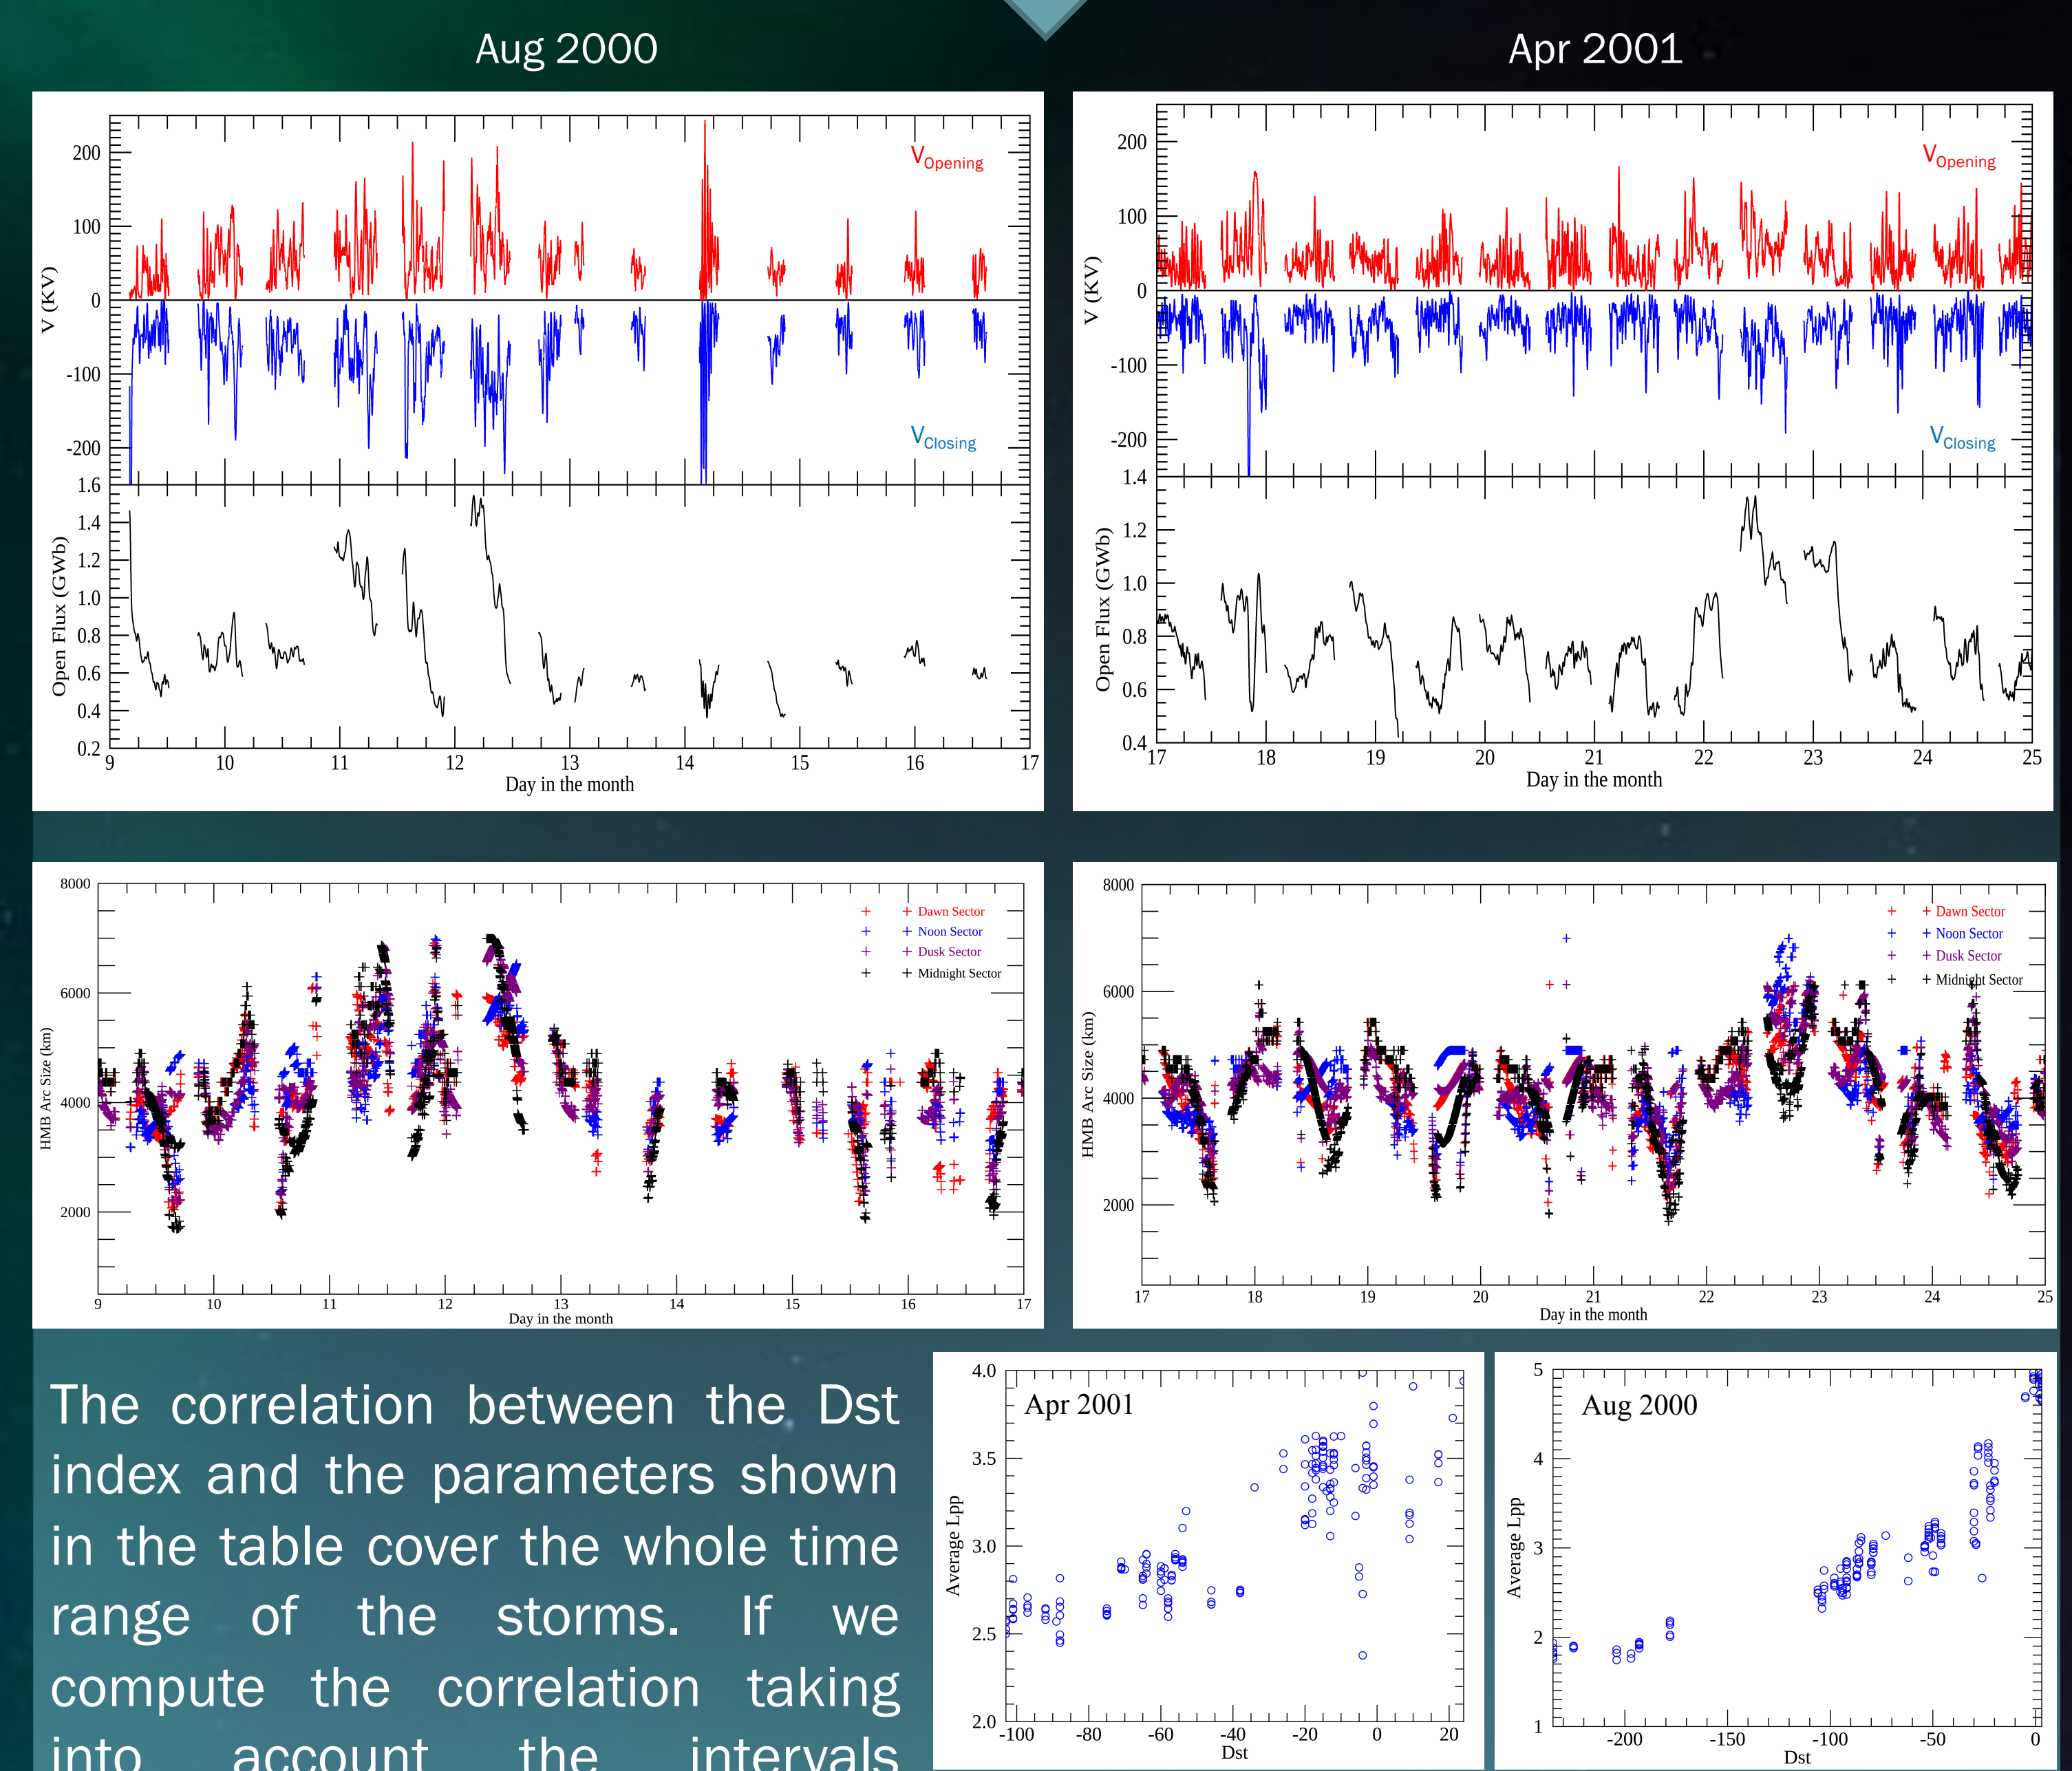 Aug 2000
Apr 2001
V_Opening
V_Closing
V (KV)
200
100
0
-100
-200
1.6
1.4
1.2
1.0
0.8
0.6
0.4
0.2
Open Flux (GWb)
9 10 11 12 13 14 15 16 17
Day in the month
V_Opening
V_Closing
V (KV)
200
100
0
-100
-200
1.4
1.2
1.0
0.8
0.6
0.4
Open Flux (GWb)
17 18 19 20 21 22 23 24 25
Day in the month
8000
6000
4000
2000
HMB Arc Size (km)
Dawn Sector
Noon Sector
Dusk Sector
Midnight Sector
9 10 11 12 13 14 15 16 17
Day in the month
8000
6000
4000
2000
HMB Arc Size (km)
Dawn Sector
Noon Sector
Dusk Sector
Midnight Sector
17 18 19 20 21 22 23 24 25
Day in the month
The correlation between the Dst
index and the parameters shown
in the table cover the whole time
range of the storms. If we
compute the correlation taking
into account the intervals
Apr 2001
4.0
3.5
3.0
2.5
2.0
Average Lpp
-100 -80 -60 -40 -20 0 20
Dst
Aug 2000
5
4
3
2
1
Average Lpp
-200 -150 -100 -50 0
Dst